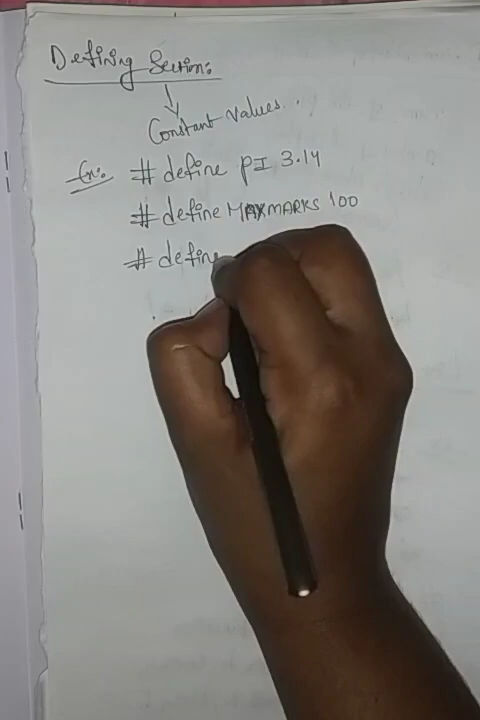 Defining Section:
Constant Values..
Ex:- # define PI 3.14
# define MAXMARKS 100
# define